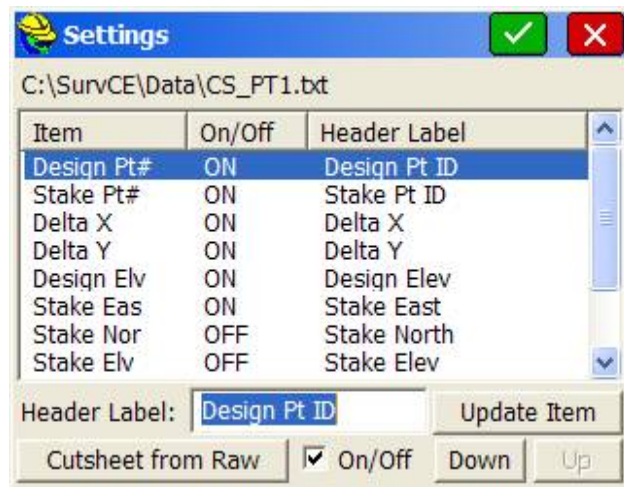 Settings
C:\SurvCE\Data\CS_PT1.txt
Item On/Off Header Label
Design Pt# ON Design Pt ID
Stake Pt# ON Stake Pt ID
Delta X ON Delta X
Delta Y ON Delta Y
Design Elv ON Design Elev
Stake Eas ON Stake East
Stake Nor OFF Stake North
Stake Elv OFF Stake Elev
Header Label: Design Pt ID Update Item
Cutsheet from Raw On/Off Down Up